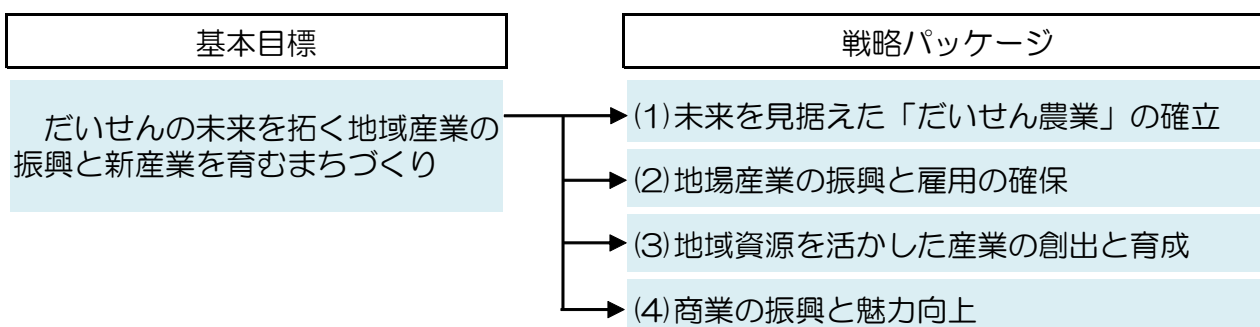 基本目標
戦略パッケージ
　だいせんの未来を拓く地域産業の
振興と新産業を育むまちづくり
(1)未来を見据えた「だいせん農業」の確立
(2)地場産業の振興と雇用の確保
(3)地域資源を活かした産業の創出と育成
(4)商業の振興と魅力向上